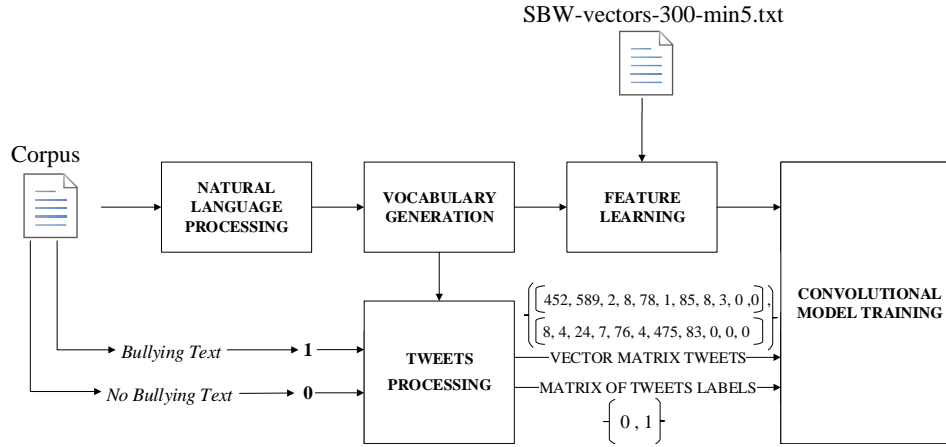 SBW-vectors-300-min5.txt
Corpus
NATURAL
LANGUAGE
PROCESSING
VOCABULARY
GENERATION
FEATURE
LEARNING
CONVOLUTIONAL
MODEL TRAINING
452, 589, 2, 8, 78, 1, 85, 8, 3, 0 ,0 ,
8, 4, 24, 7, 76, 4, 475, 83, 0, 0, 0
Bullying Text 1
TWEETS
PROCESSING
VECTOR MATRIX TWEETS
No Bullying Text 0
MATRIX OF TWEETS LABELS
0 , 1